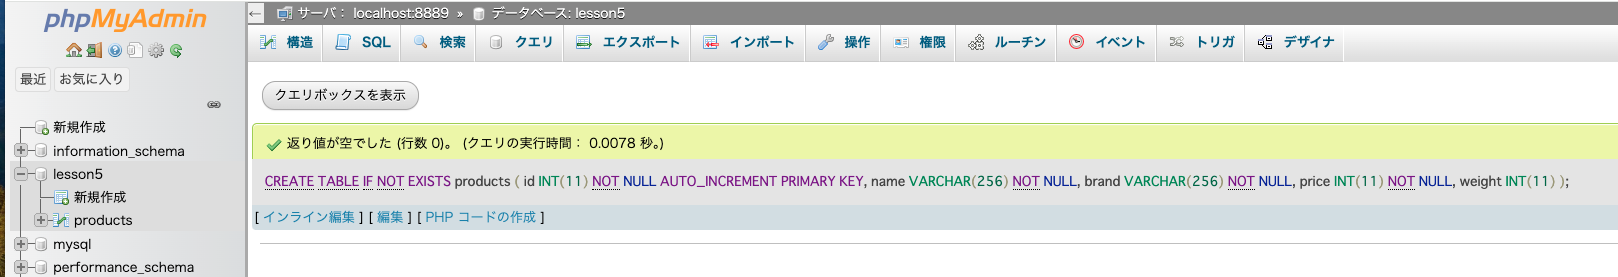 phpMyAdmin
最近 お気に入り
新規作成
information_schema
lesson5
新規作成
products
mysql
performance_schema
← サーバ： localhost:8889 » データベース: lesson5
構造 SQL 検索 クエリ エクスポート インポート 操作 権限 ルーチン イベント トリガ デザイナ
クエリボックスを表示
返り値が空でした (行数 0)。 (クエリの実行時間： 0.0078 秒。)
CREATE TABLE IF NOT EXISTS products ( id INT(11) NOT NULL AUTO_INCREMENT PRIMARY KEY, name VARCHAR(256) NOT NULL, brand VARCHAR(256) NOT NULL, price INT(11) NOT NULL, weight INT(11) );
[ インライン編集 ] [ 編集 ] [ PHP コードの作成 ]